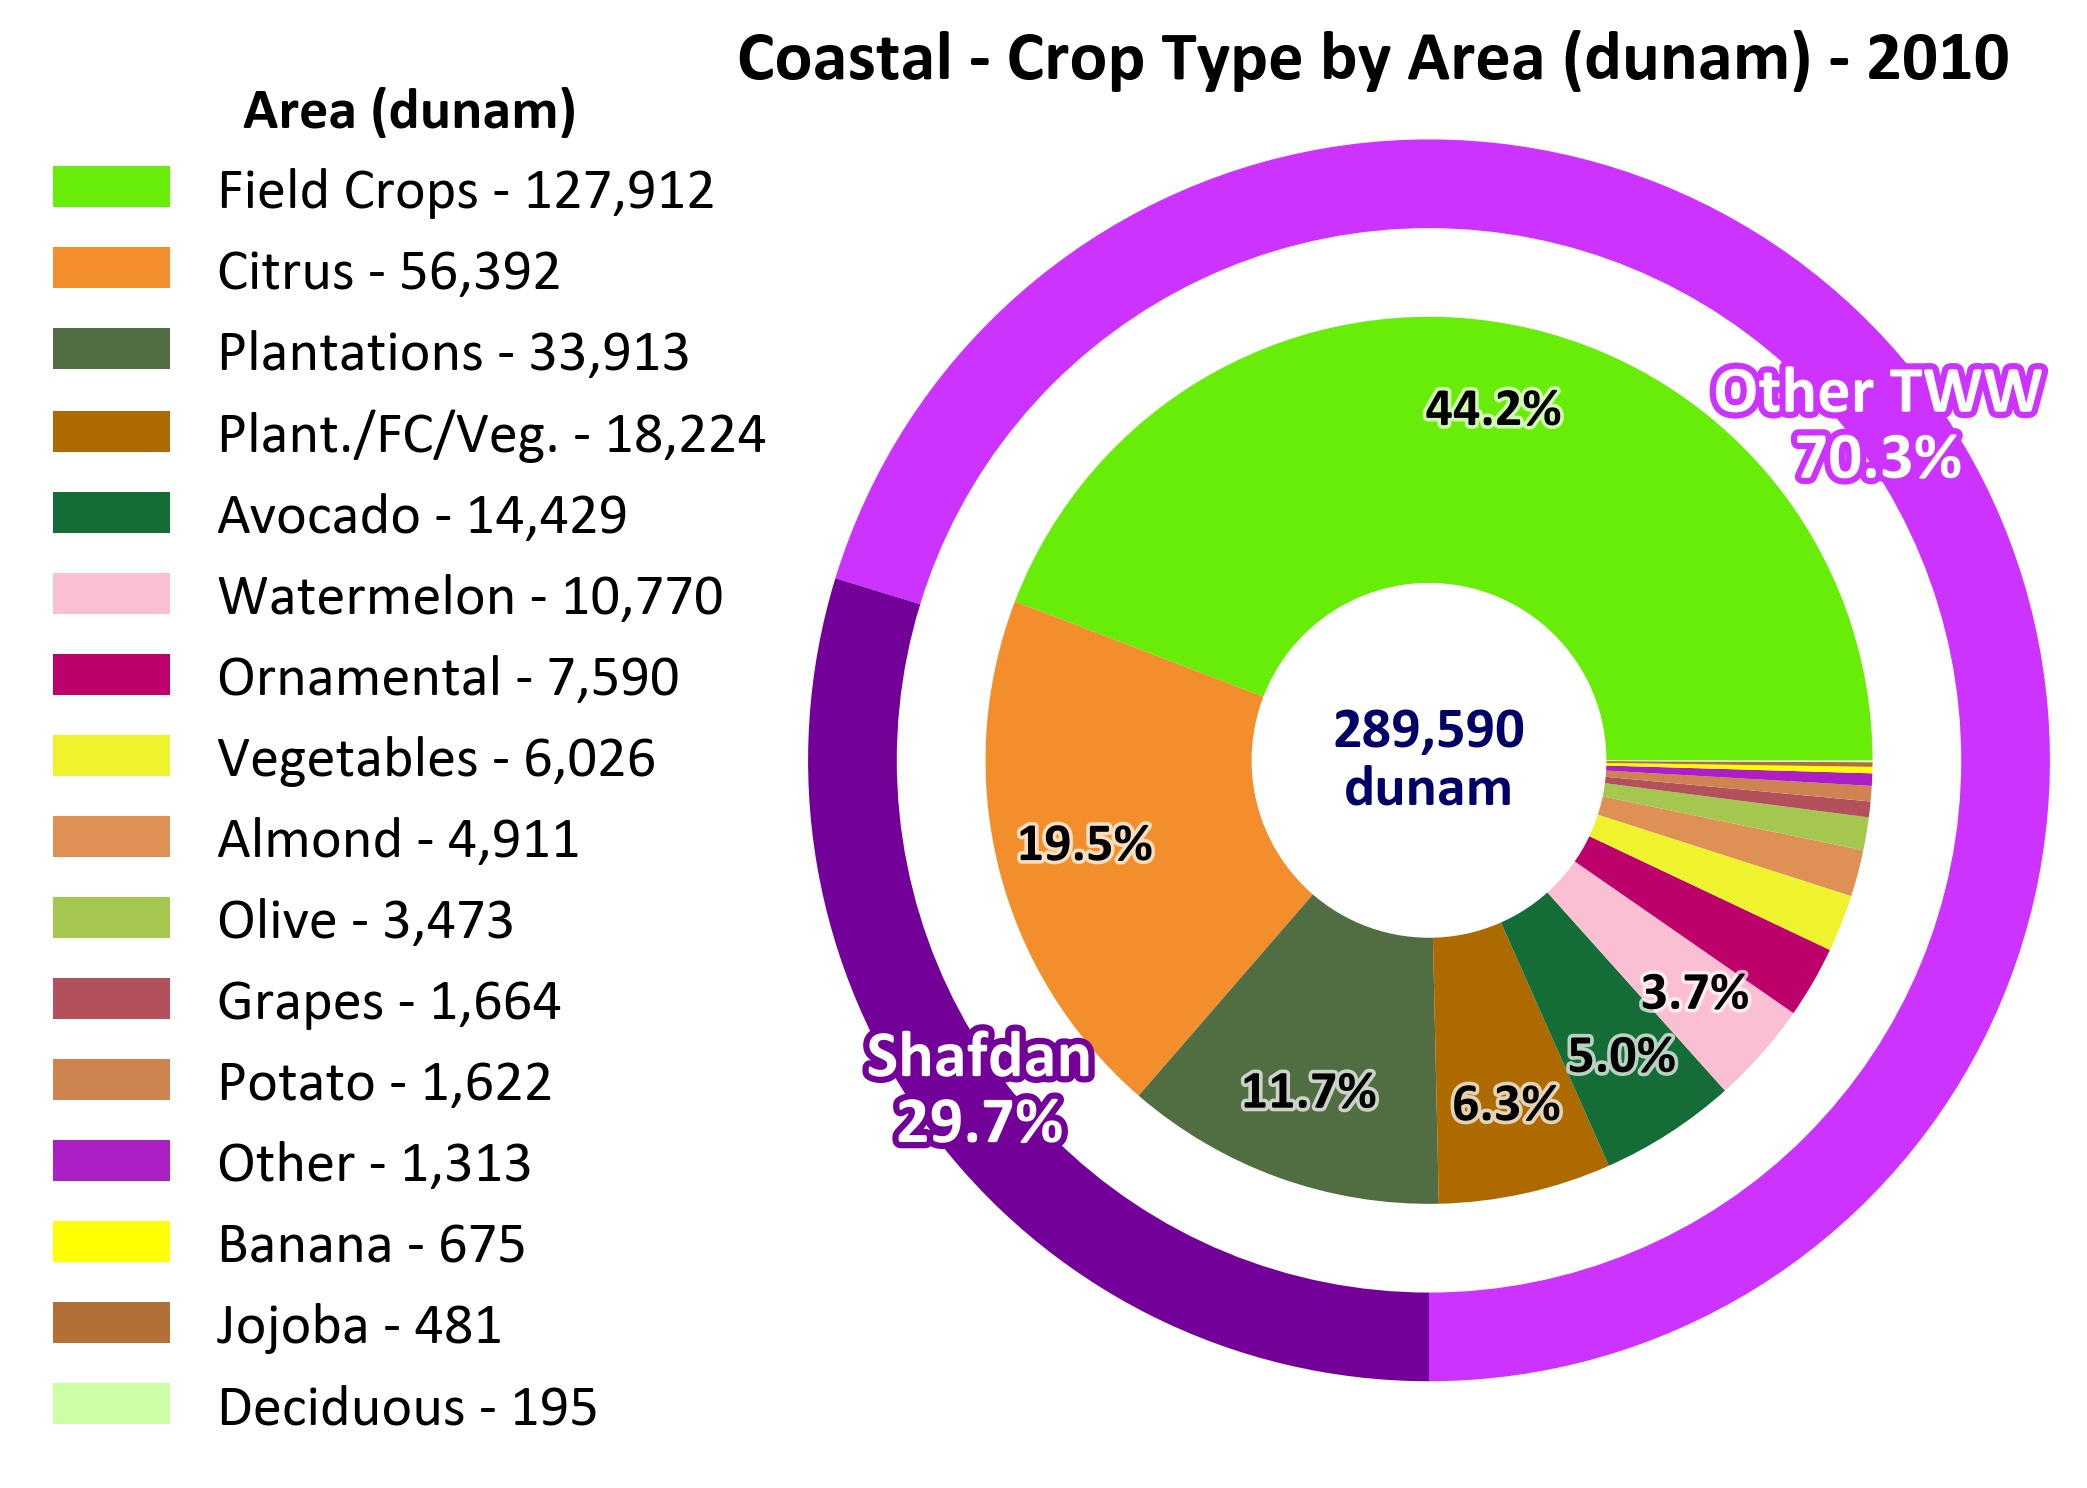 Coastal - Crop Type by Area (dunam) - 2010
Area (dunam)
Field Crops - 127,912
Citrus - 56,392
Plantations - 33,913
Plant./FC/Veg. - 18,224
Avocado - 14,429
Watermelon - 10,770
Ornamental - 7,590
Vegetables - 6,026
Almond - 4,911
Olive - 3,473
Grapes - 1,664
Potato - 1,622
Other - 1,313
Banana - 675
Jojoba - 481
Deciduous - 195
Other TWW
70.3%
44.2%
289,590
dunam
19.5%
3.7%
5.0%
6.3%
11.7%
Shafdan
29.7%